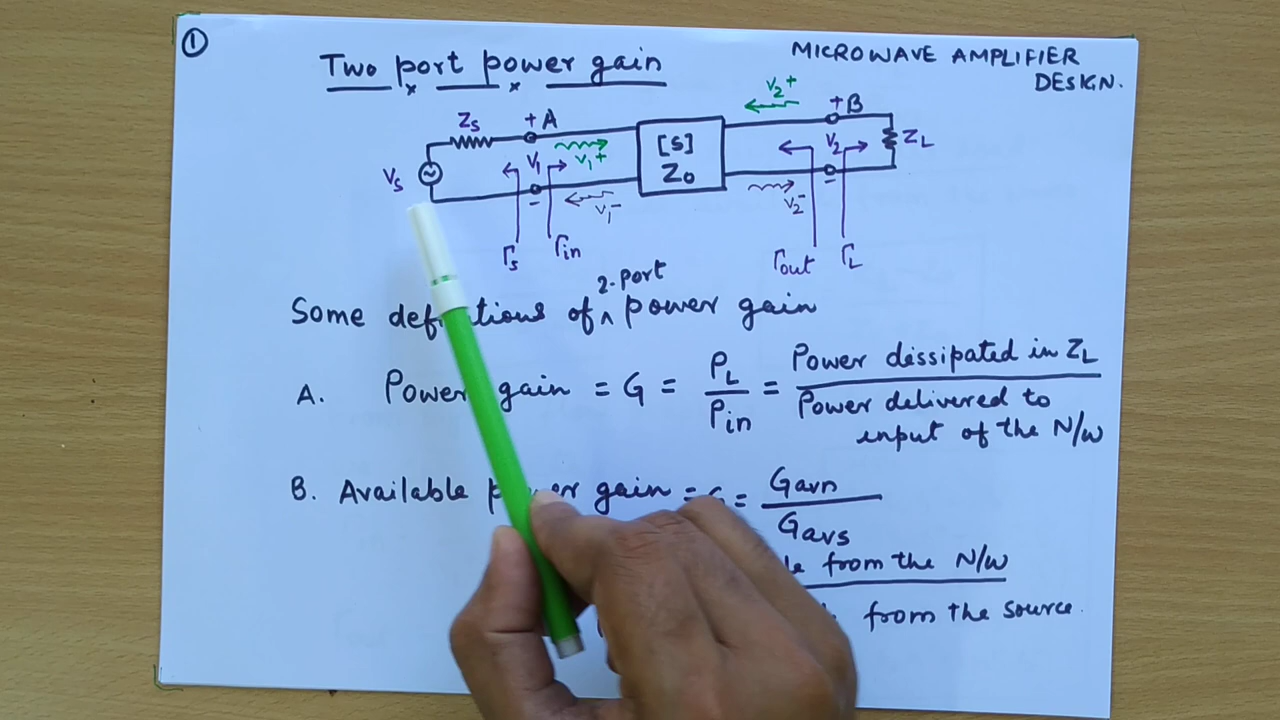 ①
Two port power gain
MICROWAVE AMPLIFIER
DESIGN.
V2+
Zs
+ A
+ B
V1+
[S]
Z0
V2
ZL
Vs
V1
-
V1-
-
V2-
Γs
Γin
Γout
ΓL
2-port
Some definitions of ∧ power gain
A. Power gain = G = PL/Pin = Power dissipated in ZL
Power delivered to
input of the N/W
B. Available power gain = G = Gavn
Gavs
from the N/W
from the source.